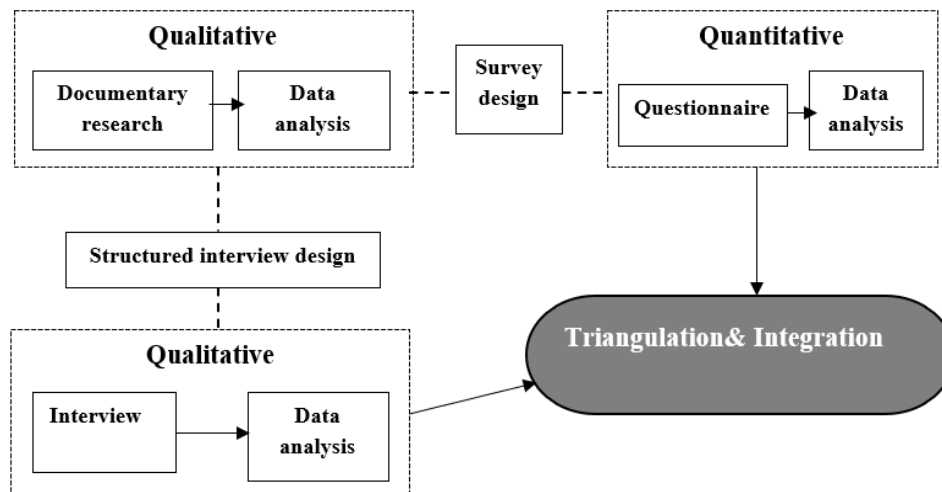 Qualitative
Documentary
research
Data
analysis
Survey
design
Quantitative
Questionnaire
Data
analysis
Structured interview design
Qualitative
Interview
Data
analysis
Triangulation& Integration